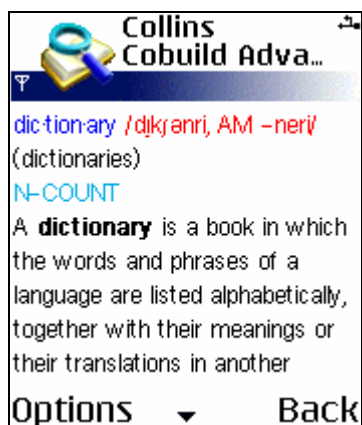 Collins
Cobuild Adva...
dic·tion·ary /dɪkʃənri, AM –neri/
(dictionaries)
N-COUNT
A dictionary is a book in which
the words and phrases of a
language are listed alphabetically,
together with their meanings or
their translations in another
Options Back